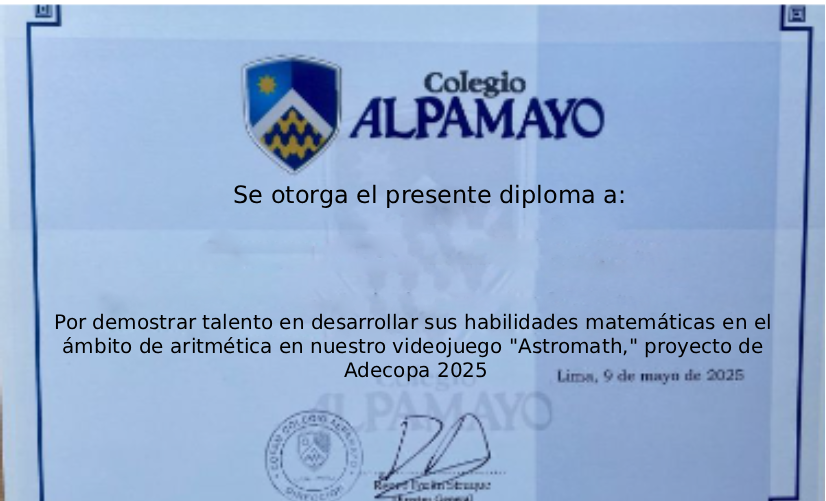 Colegio
ALPAMAYO
Se otorga el presente diploma a:
Por demostrar talento en desarrollar sus habilidades matemáticas en el
ámbito de aritmética en nuestro videojuego "Astromath," proyecto de
Adecopa 2025
Lima, 9 de mayo de 2025
Colegio
ALPAMAYO
COLEGIO ALPAMAYO
DIRECCIÓN
General